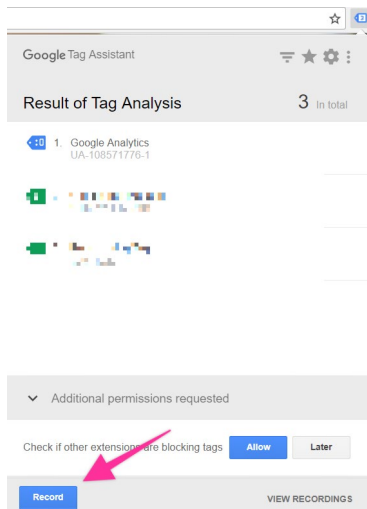 Google Tag Assistant
Result of Tag Analysis 3 In total
1. Google Analytics
UA-108571776-1
Additional permissions requested
Check if other extensions are blocking tags Allow Later
Record VIEW RECORDINGS